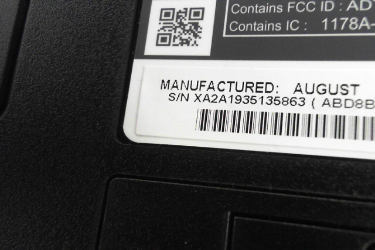 Contains FCC ID : AD
Contains IC : 1178A-
MANUFACTURED: AUGUST
S/N XA2A1935135863 ( ABD8B